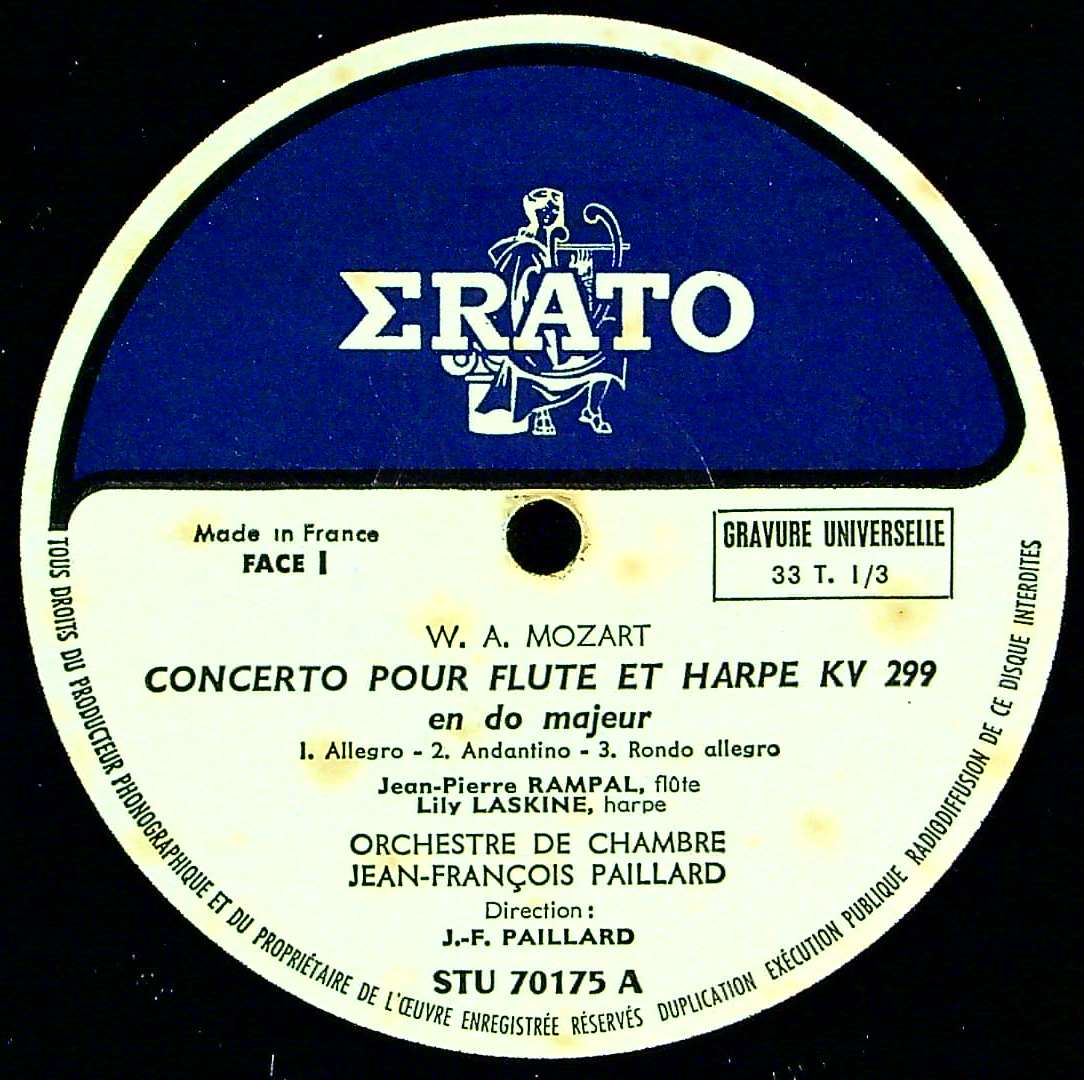 ΣRATO
Made in France
FACE 1
GRAVURE UNIVERSELLE
33 T. 1/3
W. A. MOZART
CONCERTO POUR FLUTE ET HARPE KV 299
en do majeur
1. Allegro - 2. Andantino - 3. Rondo allegro
Jean-Pierre RAMPAL, flûte
Lily LASKINE, harpe
ORCHESTRE DE CHAMBRE
JEAN-FRANÇOIS PAILLARD
Direction :
J.-F. PAILLARD
STU 70175 A
TOUS DROITS DU PRODUCTEUR PHONOGRAPHIQUE ET DU PROPRIÉTAIRE DE L'ŒUVRE ENREGISTRÉE RÉSERVÉS DUPLICATION EXÉCUTION PUBLIQUE RADIODIFFUSION DE CE DISQUE INTERDITES